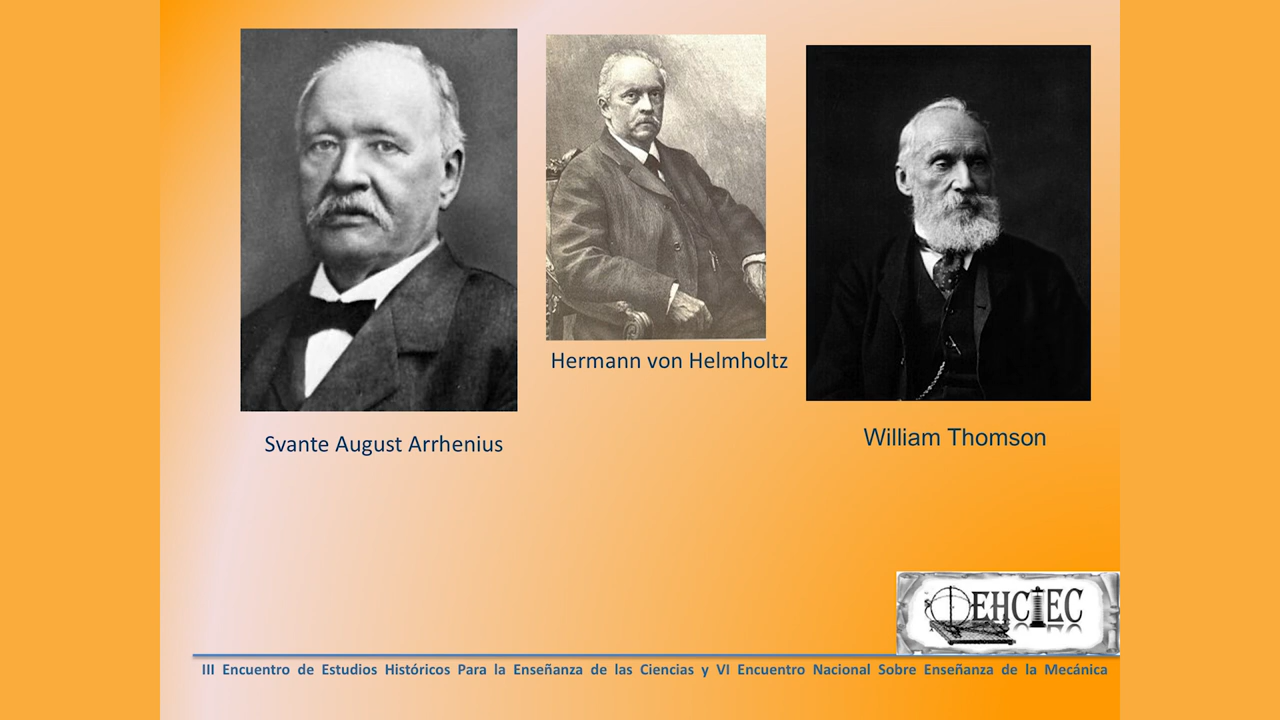 Hermann von Helmholtz
Svante August Arrhenius
William Thomson
EHCIEC
III Encuentro de Estudios Históricos Para la Enseñanza de las Ciencias y VI Encuentro Nacional Sobre Enseñanza de la Mecánica